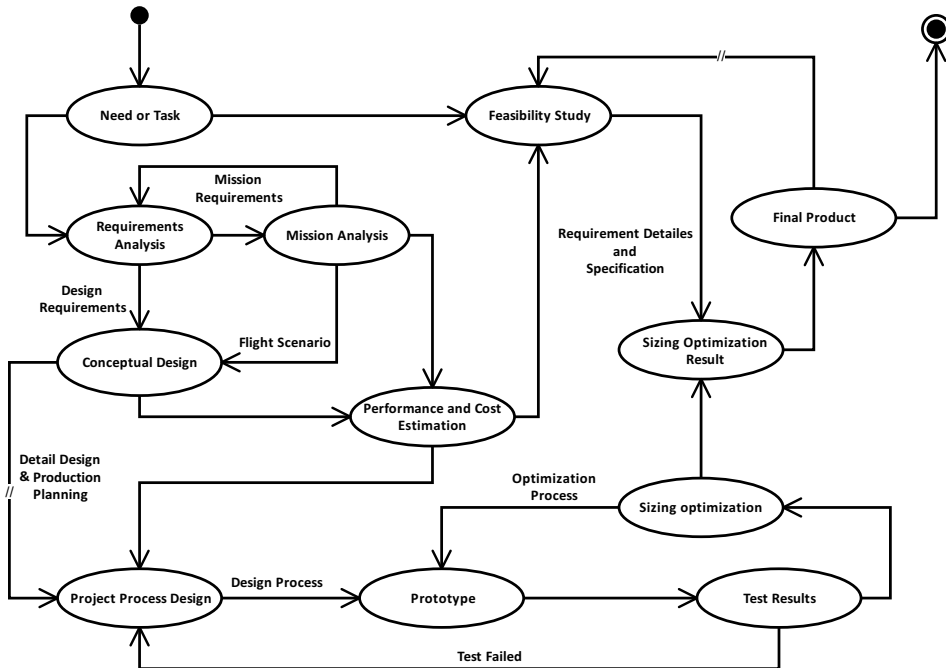 //
Need or Task
Feasibility Study
Mission
Requirements
Final Product
Requirements
Analysis
Mission Analysis
Requirement Detailes
and
Specification
Design
Requirements
Flight Scenario
Conceptual Design
Sizing Optimization
Result
Performance and Cost
Estimation
Detail Design
& Production
Planning
//
Optimization
Process
Sizing optimization
Design Process
Project Process Design
Prototype
Test Results
Test Failed